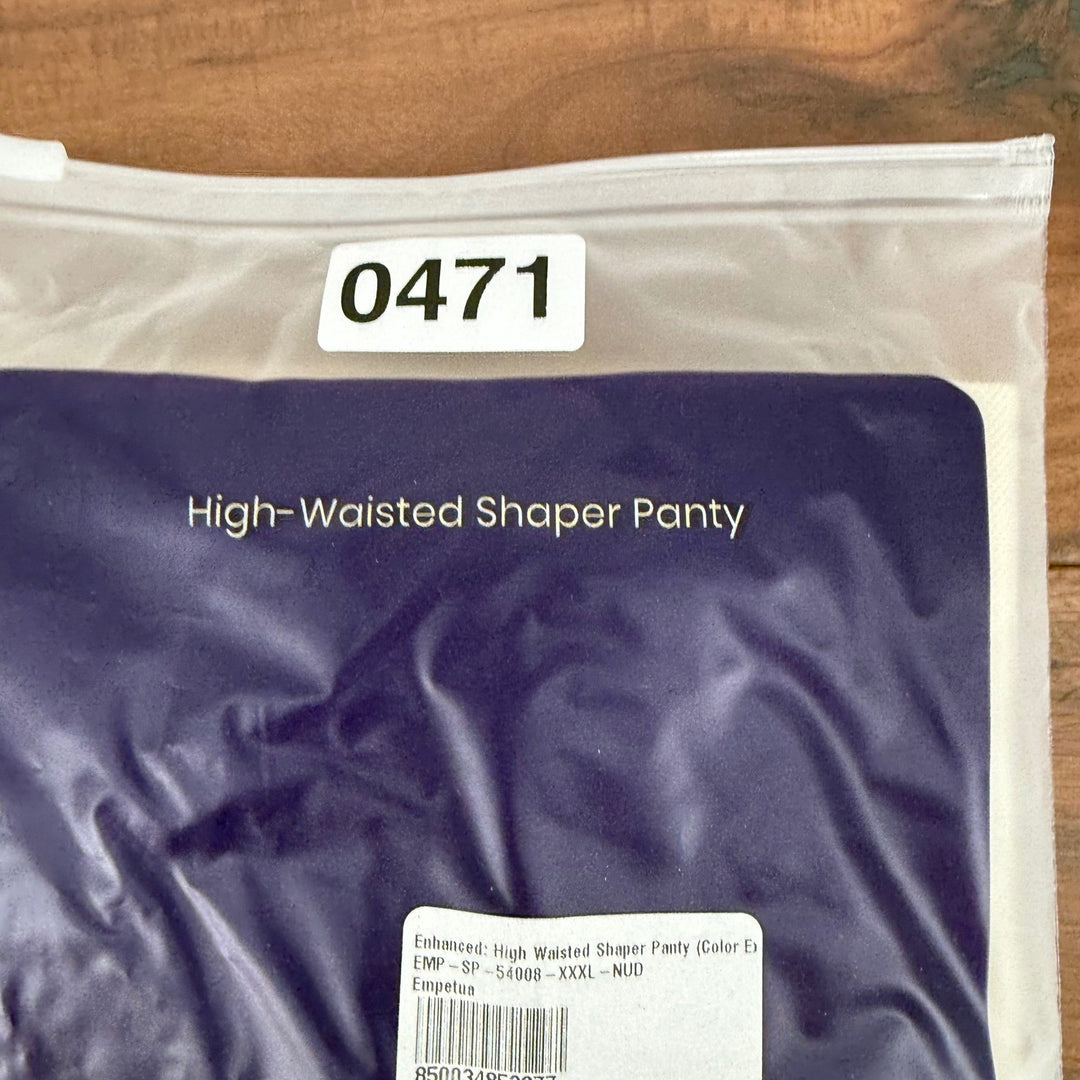 0471
High-Waisted Shaper Panty
Enhanced: High Waisted Shaper Panty (Color
EMP-SP-54008-XXXL-NUD
Empetua